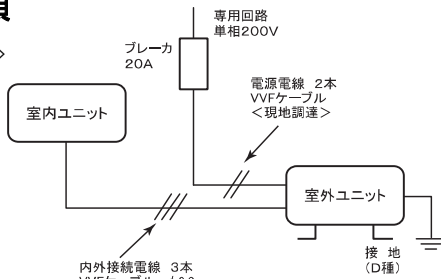 専用回路
単相200V
ブレーカ
20A
電源電線 2本
VVFケーブル
<現地調達>
室内ユニット
室外ユニット
接 地
(D種)
内外接続電線 3本